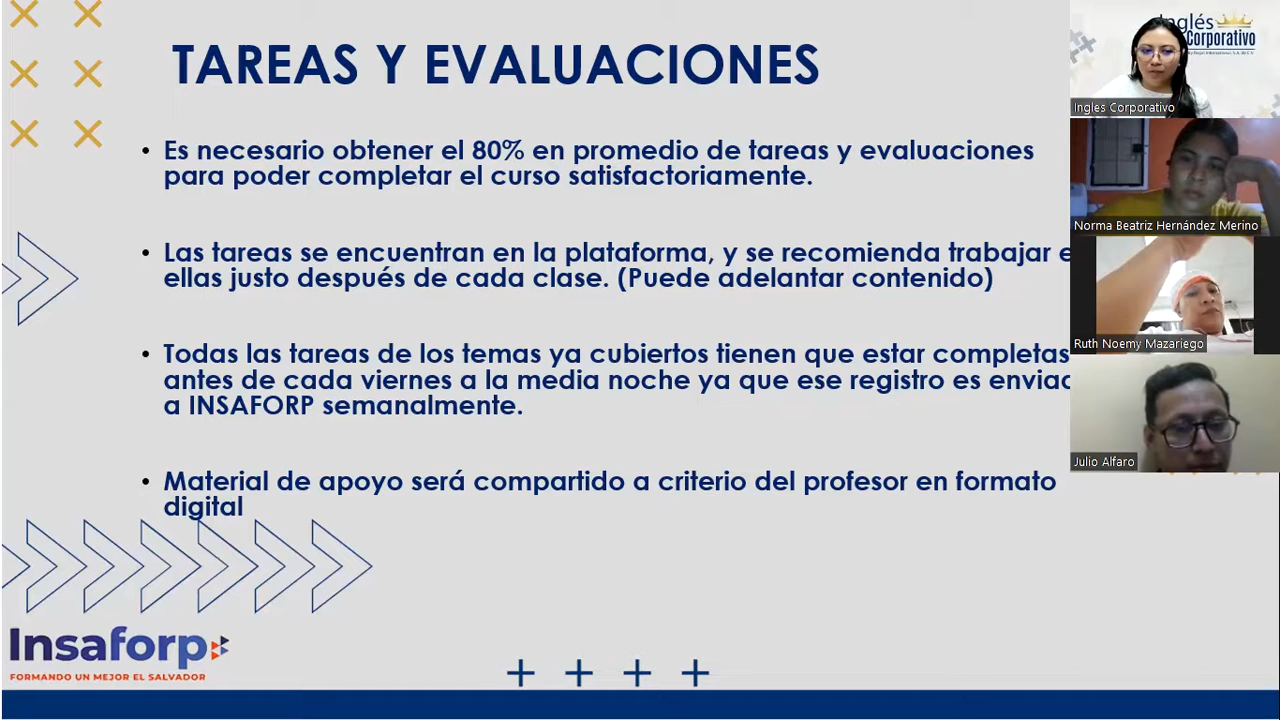 TAREAS Y EVALUACIONES
• Es necesario obtener el 80% en promedio de tareas y evaluaciones
para poder completar el curso satisfactoriamente.
• Las tareas se encuentran en la plataforma, y se recomienda trabajar e
ellas justo después de cada clase. (Puede adelantar contenido)
• Todas las tareas de los temas ya cubiertos tienen que estar completas
antes de cada viernes a la media noche ya que ese registro es envia
a INSAFORP semanalmente.
• Material de apoyo será compartido a criterio del profesor en formato
digital
Insaforp
FORMANDO UN MEJOR EL SALVADOR
Inglés
Corporativo
Ingles Corporativo
Norma Beatriz Hernández Merino
Ruth Noemy Mazariego
Julio Alfaro